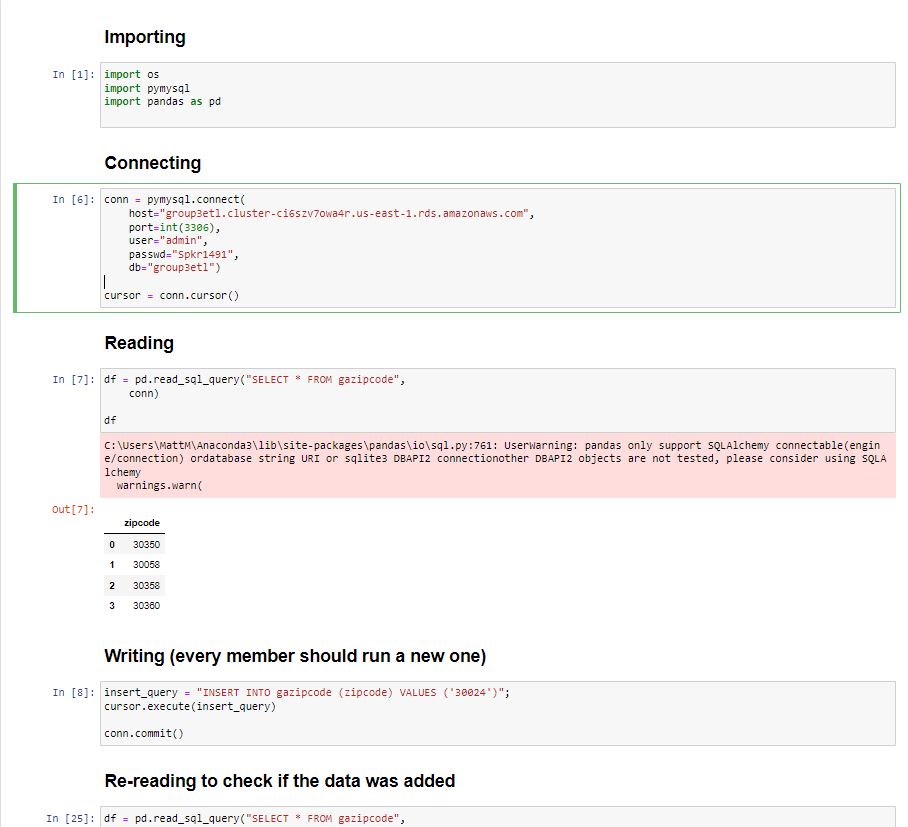 Importing
In [1]: import os
import pymysql
import pandas as pd
Connecting
In [6]: conn = pymysql.connect(
host="group3etl.cluster-ci6szv7owa4r.us-east-1.rds.amazonaws.com",
port=int(3306),
user="admin",
passwd="Spkr1491",
db="group3etl")
cursor = conn.cursor()
Reading
In [7]: df = pd.read_sql_query("SELECT * FROM gazipcode",
conn)
df
C:\Users\MattM\Anaconda3\lib\site-packages\pandas\io\sql.py:761: UserWarning: pandas only support SQLAlchemy connectable(engin
e/connection) ordatabase string URI or sqlite3 DBAPI2 connectionother DBAPI2 objects are not tested, please consider using SQLA
lchemy
warnings.warn(
Out[7]:
zipcode
0 30350
1 30058
2 30358
3 30360
Writing (every member should run a new one)
In [8]: insert_query = "INSERT INTO gazipcode (zipcode) VALUES ('30024')";
cursor.execute(insert_query)
conn.commit()
Re-reading to check if the data was added
In [25]: df = pd.read_sql_query("SELECT * FROM gazipcode",